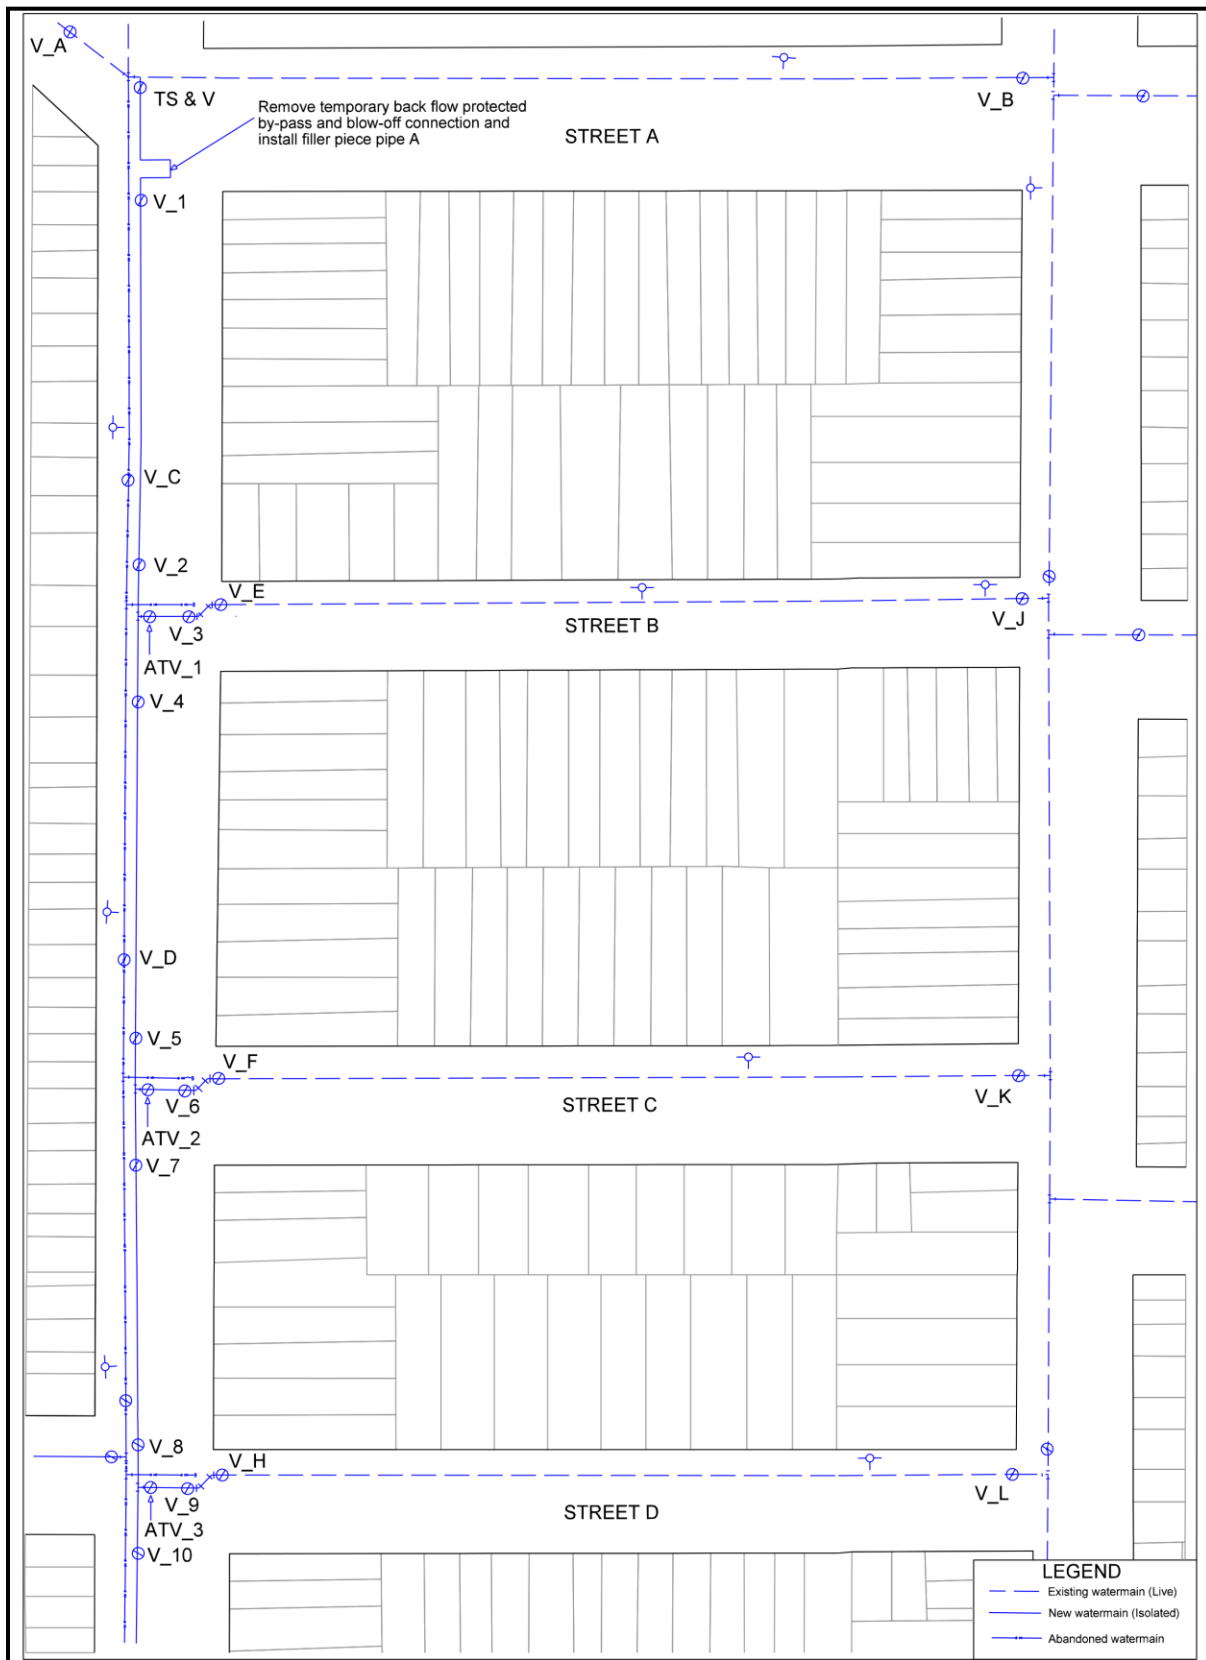 V_A
TS & V
V_B
Remove temporary back flow protected
by-pass and blow-off connection and
install filler piece pipe A
STREET A
V_1
V_C
V_2
V_E
V_3
STREET B
V_J
ATV_1
V_4
V_D
V_5
V_F
V_6
STREET C
V_K
ATV_2
V_7
V_8
V_H
V_9
STREET D
V_L
ATV_3
V_10
LEGEND
Existing watermain (Live)
New watermain (Isolated)
Abandoned watermain